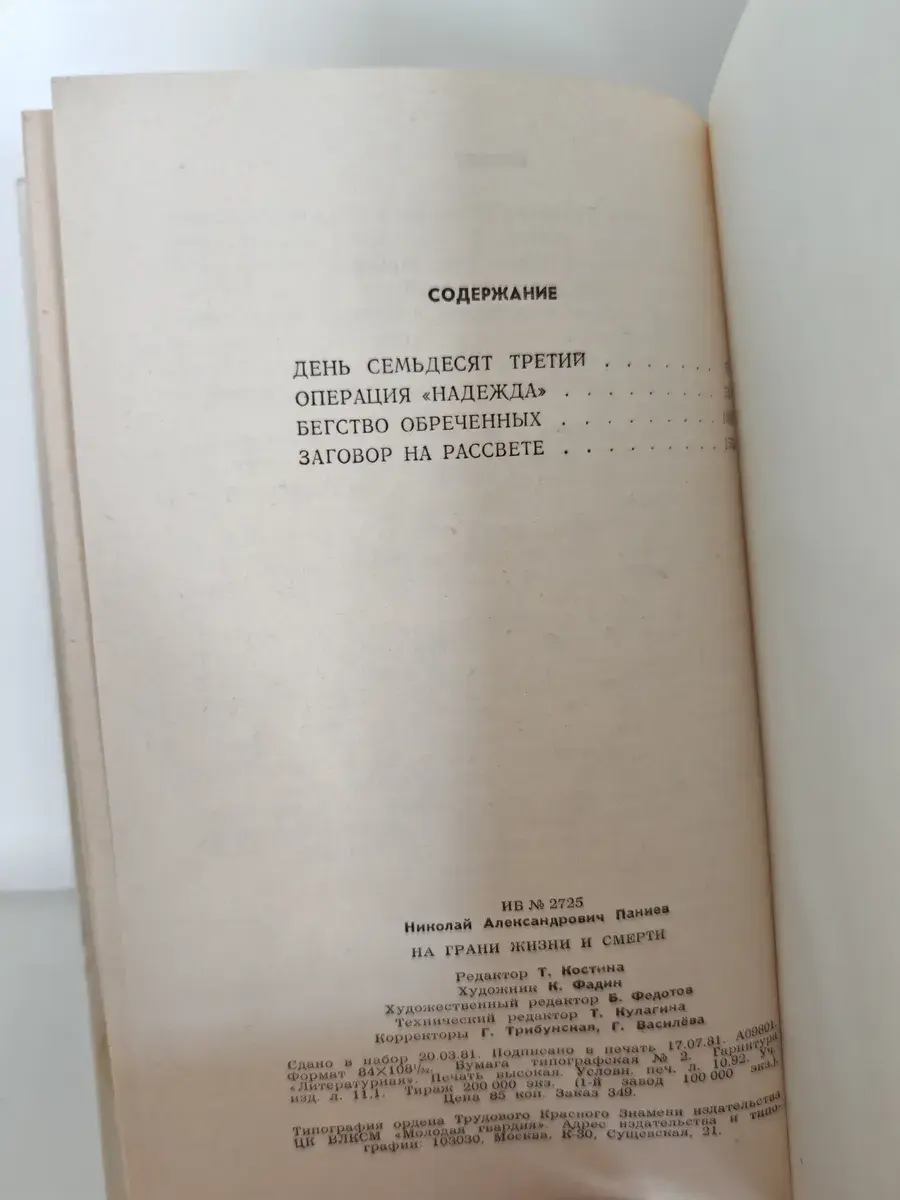 СОДЕРЖАНИЕ
ДЕНЬ СЕМЬДЕСЯТ ТРЕТИЙ . . . . . .
ОПЕРАЦИЯ «НАДЕЖДА» . . . . . . .
БЕГСТВО ОБРЕЧЕННЫХ . . . . . . .
ЗАГОВОР НА РАССВЕТЕ . . . . . . .
ИБ № 2725
Николай Александрович Паниев
НА ГРАНИ ЖИЗНИ И СМЕРТИ
Редактор Т. Костина
Художник К. Фадин
Художественный редактор Б. Федотов
Технический редактор Т. Кулагина
Корректоры Г. Трибунская, Г. Василёва
Сдано в набор 20.03.81. Подписано в печать 17.07.81. А09801.
Формат 84×108¹/₃₂. Бумага типографская № 2. Гарнитура
«Литературная». Печать высокая. Условн. печ. л. 10,92. Уч.-
изд. л. 11,1. Тираж 200 000 экз. (1-й завод 100 000 экз.).
Цена 85 коп. Заказ 349.
Типография ордена Трудового Красного Знамени издательства
ЦК ВЛКСМ «Молодая гвардия». Адрес издательства и типо-
графии: 103030, Москва, К-30, Сущевская, 21.